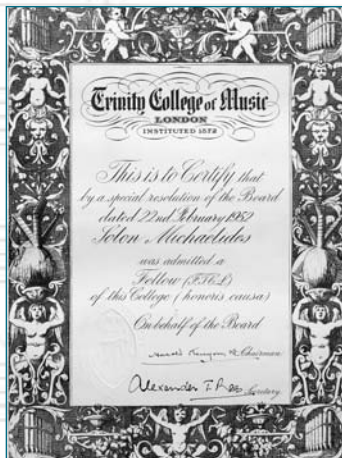 Trinity College of Music
LONDON
INSTITUTED 1872
This is to Certify that
by a special resolution of the Board
dated 22nd February 1952
Solon Michaelides
was admitted a
Fellow (FTCL)
of this College (honoris causa)
On behalf of the Board
Chairman
Alexander T. Rees Secretary